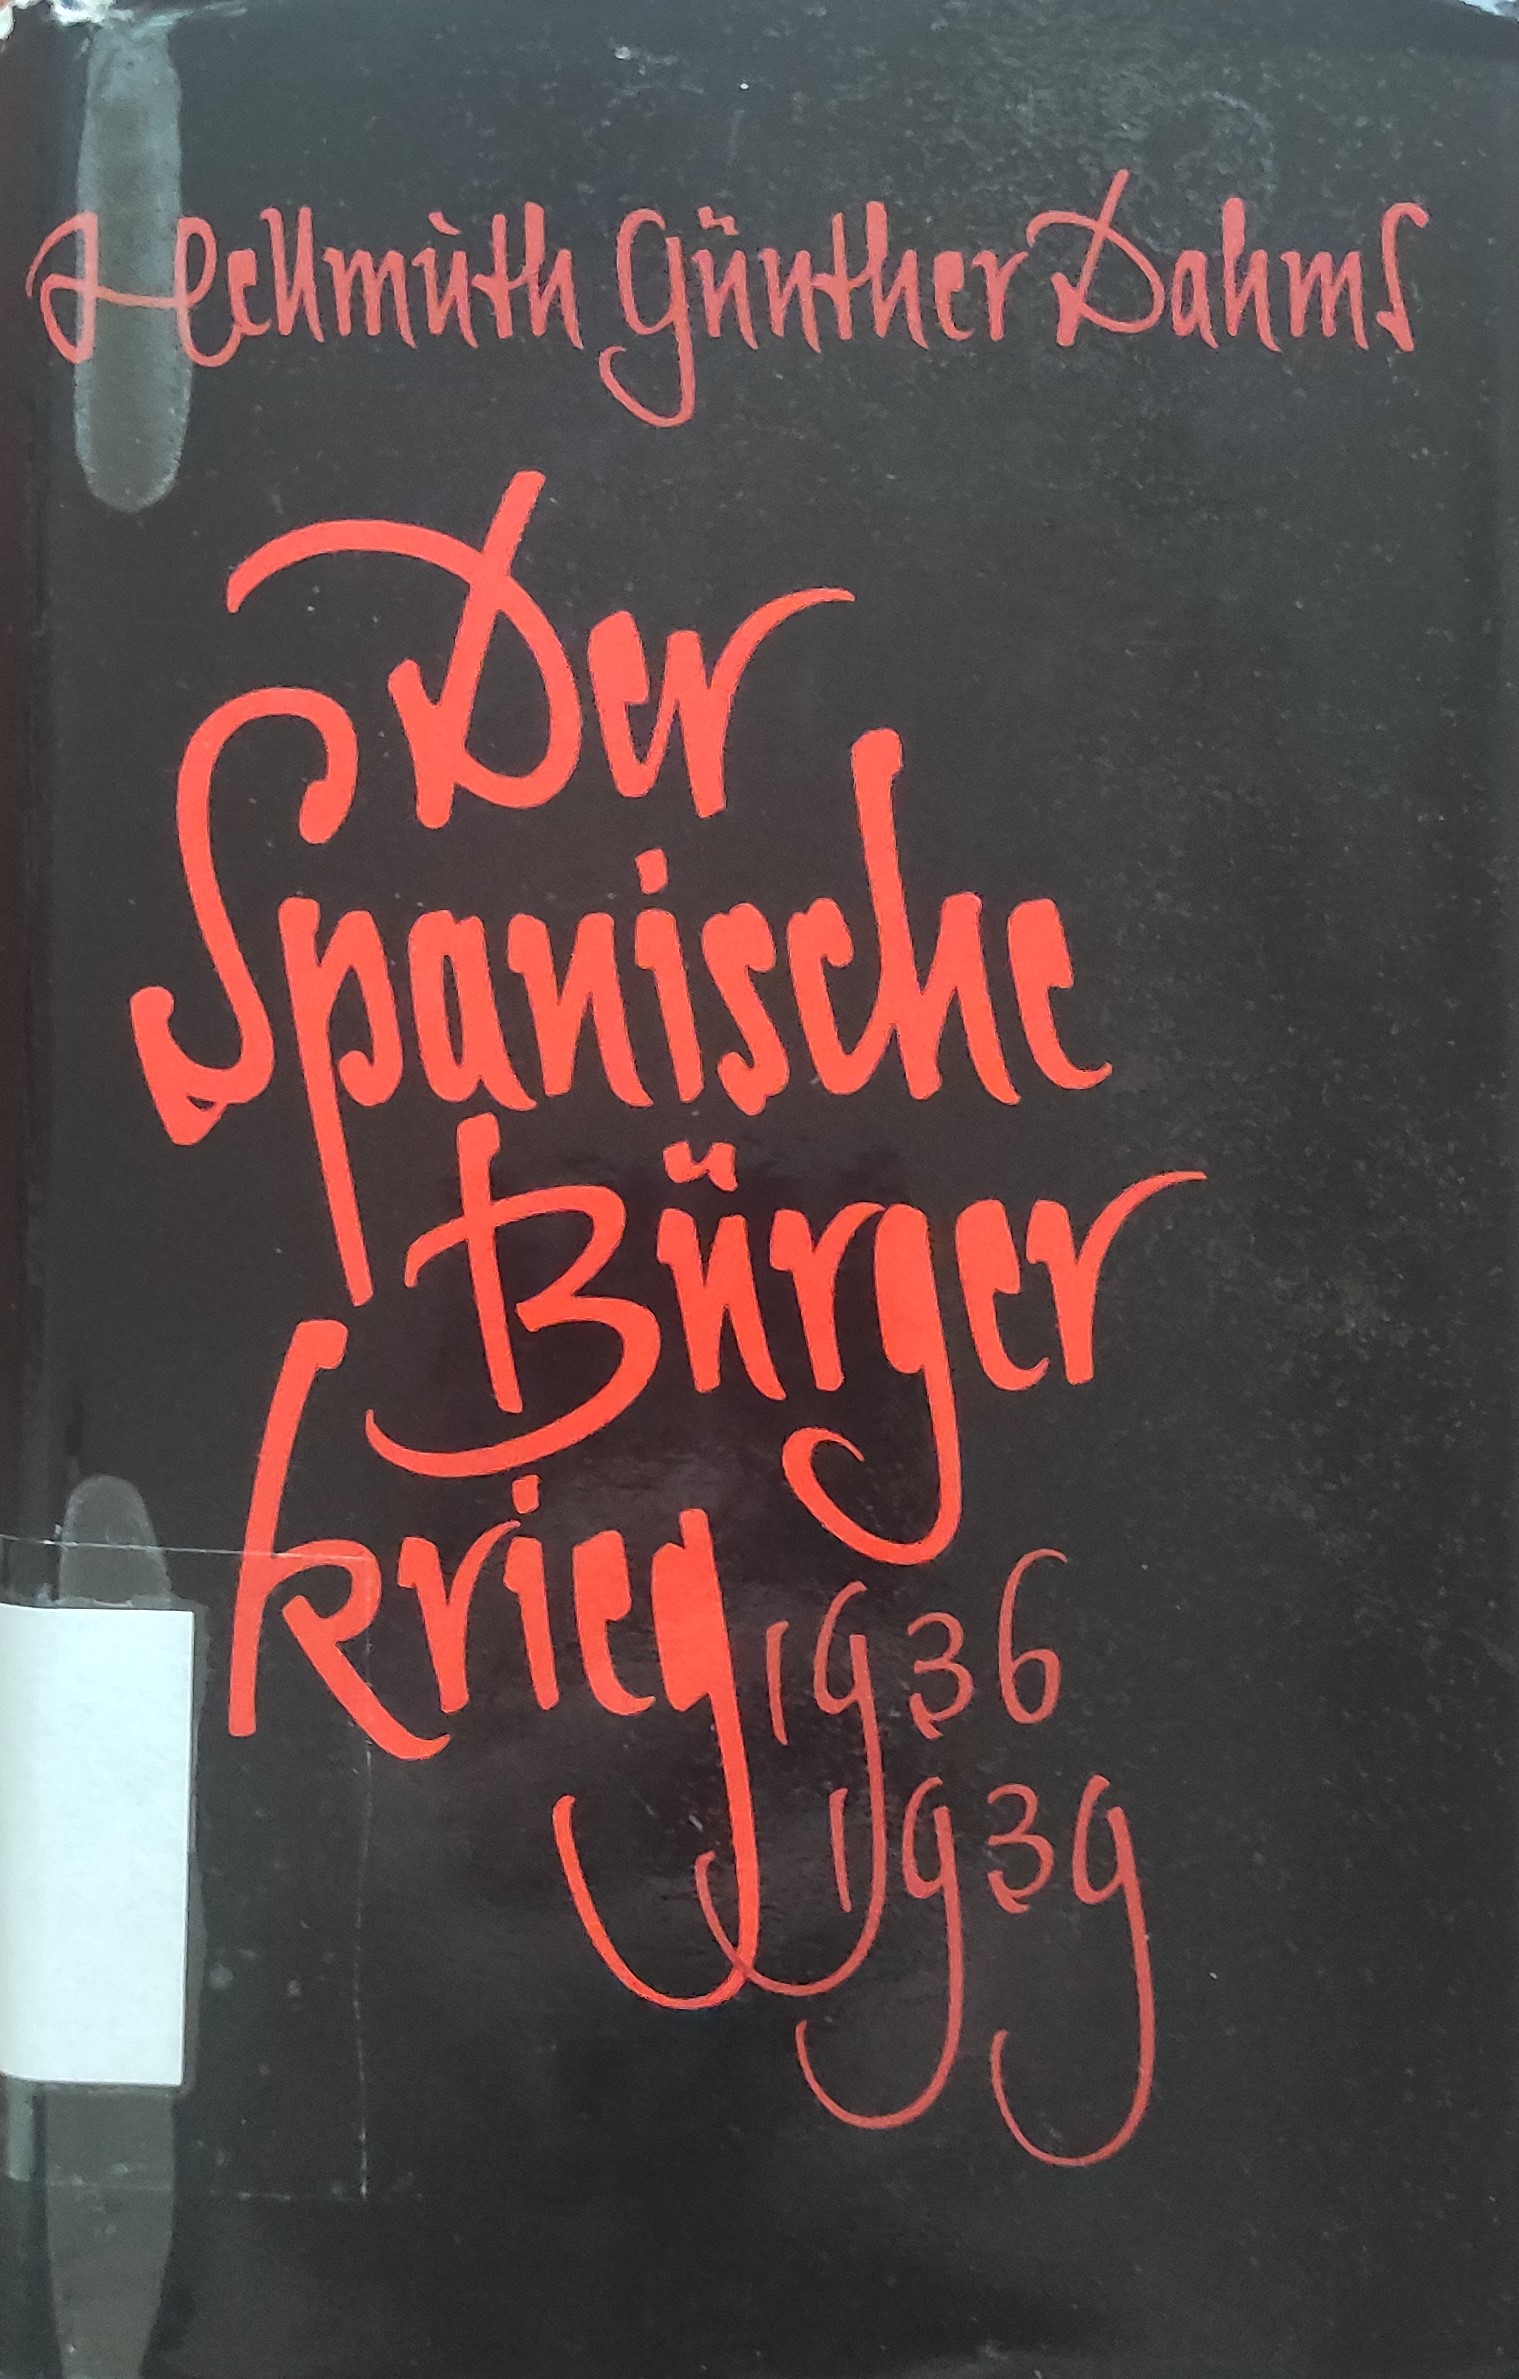 Hellmuth Günther Dahms
Der
Spanische
Bürger
krieg 1936
1939